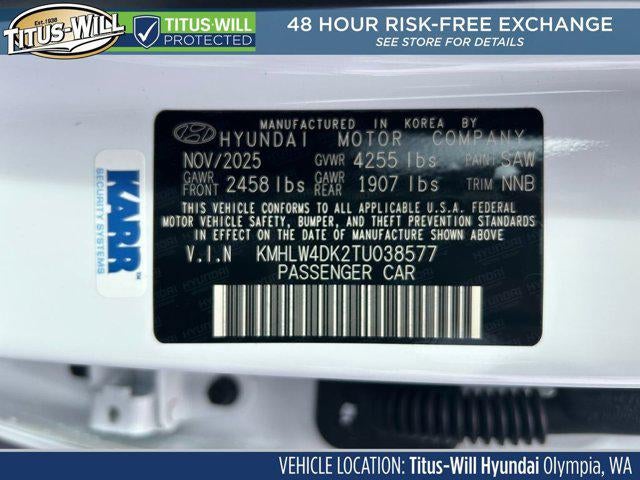 Est. 1938
TITUS-WILL
TITUS-WILL
PROTECTED
48 HOUR RISK-FREE EXCHANGE
SEE STORE FOR DETAILS
MANUFACTURED IN KOREA BY
HYUNDAI MOTOR COMPANY
NOV/2025 GVWR 4255 lbs PAINT SAW
GAWR FRONT 2458 lbs GAWR REAR 1907 lbs TRIM NNB
THIS VEHICLE CONFORMS TO ALL APPLICABLE U.S.A. FEDERAL
MOTOR VEHICLE SAFETY, BUMPER, AND THEFT PREVENTION STANDARDS
IN EFFECT ON THE DATE OF MANUFACTURE SHOWN ABOVE
V.I.N KMHLW4DK2TU038577
PASSENGER CAR
KARR™
SECURITY SYSTEMS
VEHICLE LOCATION: Titus-Will Hyundai Olympia, WA